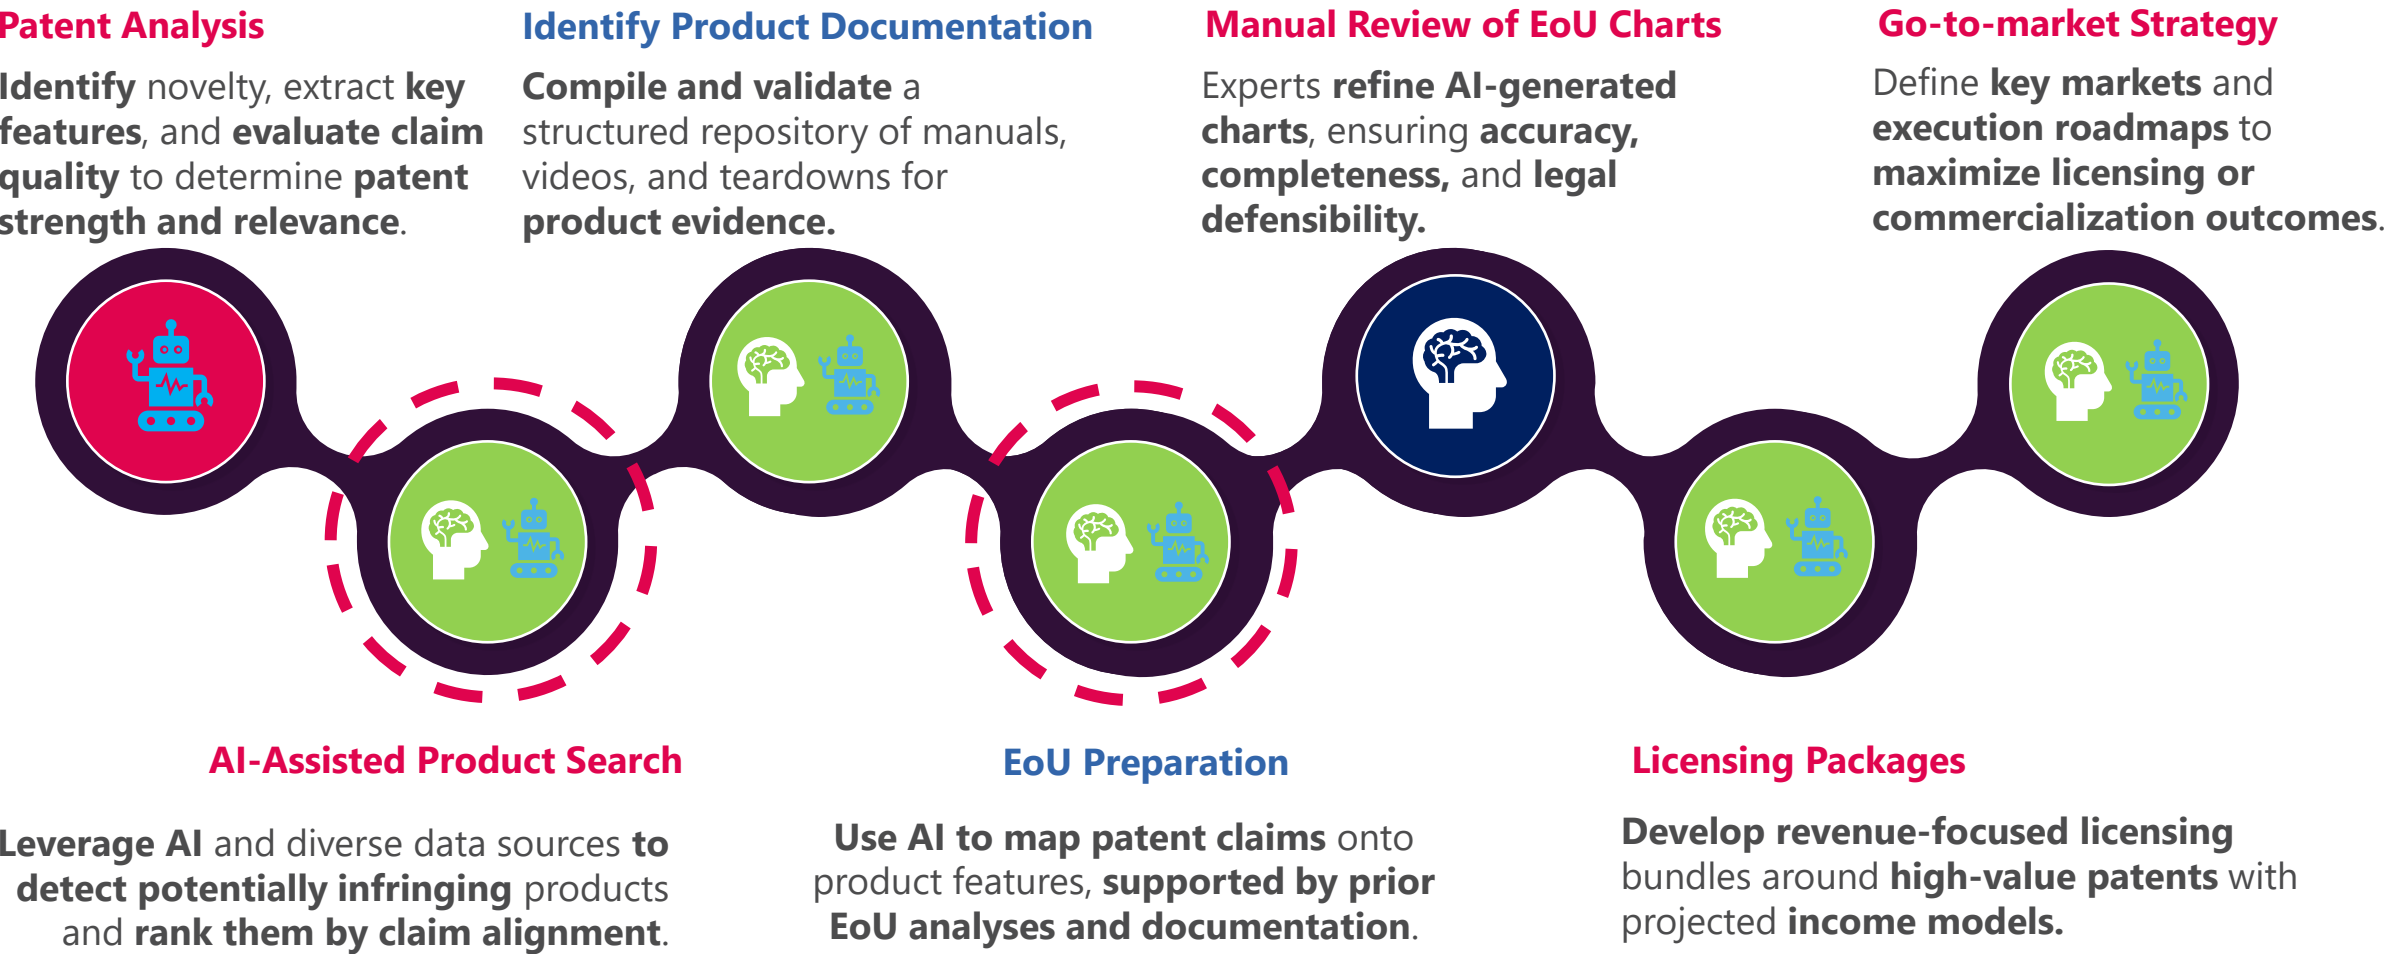 Patent Analysis
Identify novelty, extract key
features, and evaluate claim
quality to determine patent
strength and relevance.
Identify Product Documentation
Compile and validate a
structured repository of manuals,
videos, and teardowns for
product evidence.
Manual Review of EoU Charts
Experts refine AI-generated
charts, ensuring accuracy,
completeness, and legal
defensibility.
Go-to-market Strategy
Define key markets and
execution roadmaps to
maximize licensing or
commercialization outcomes.
AI-Assisted Product Search
Leverage AI and diverse data sources to
detect potentially infringing products
and rank them by claim alignment.
EoU Preparation
Use AI to map patent claims onto
product features, supported by prior
EoU analyses and documentation.
Licensing Packages
Develop revenue-focused licensing
bundles around high-value patents with
projected income models.